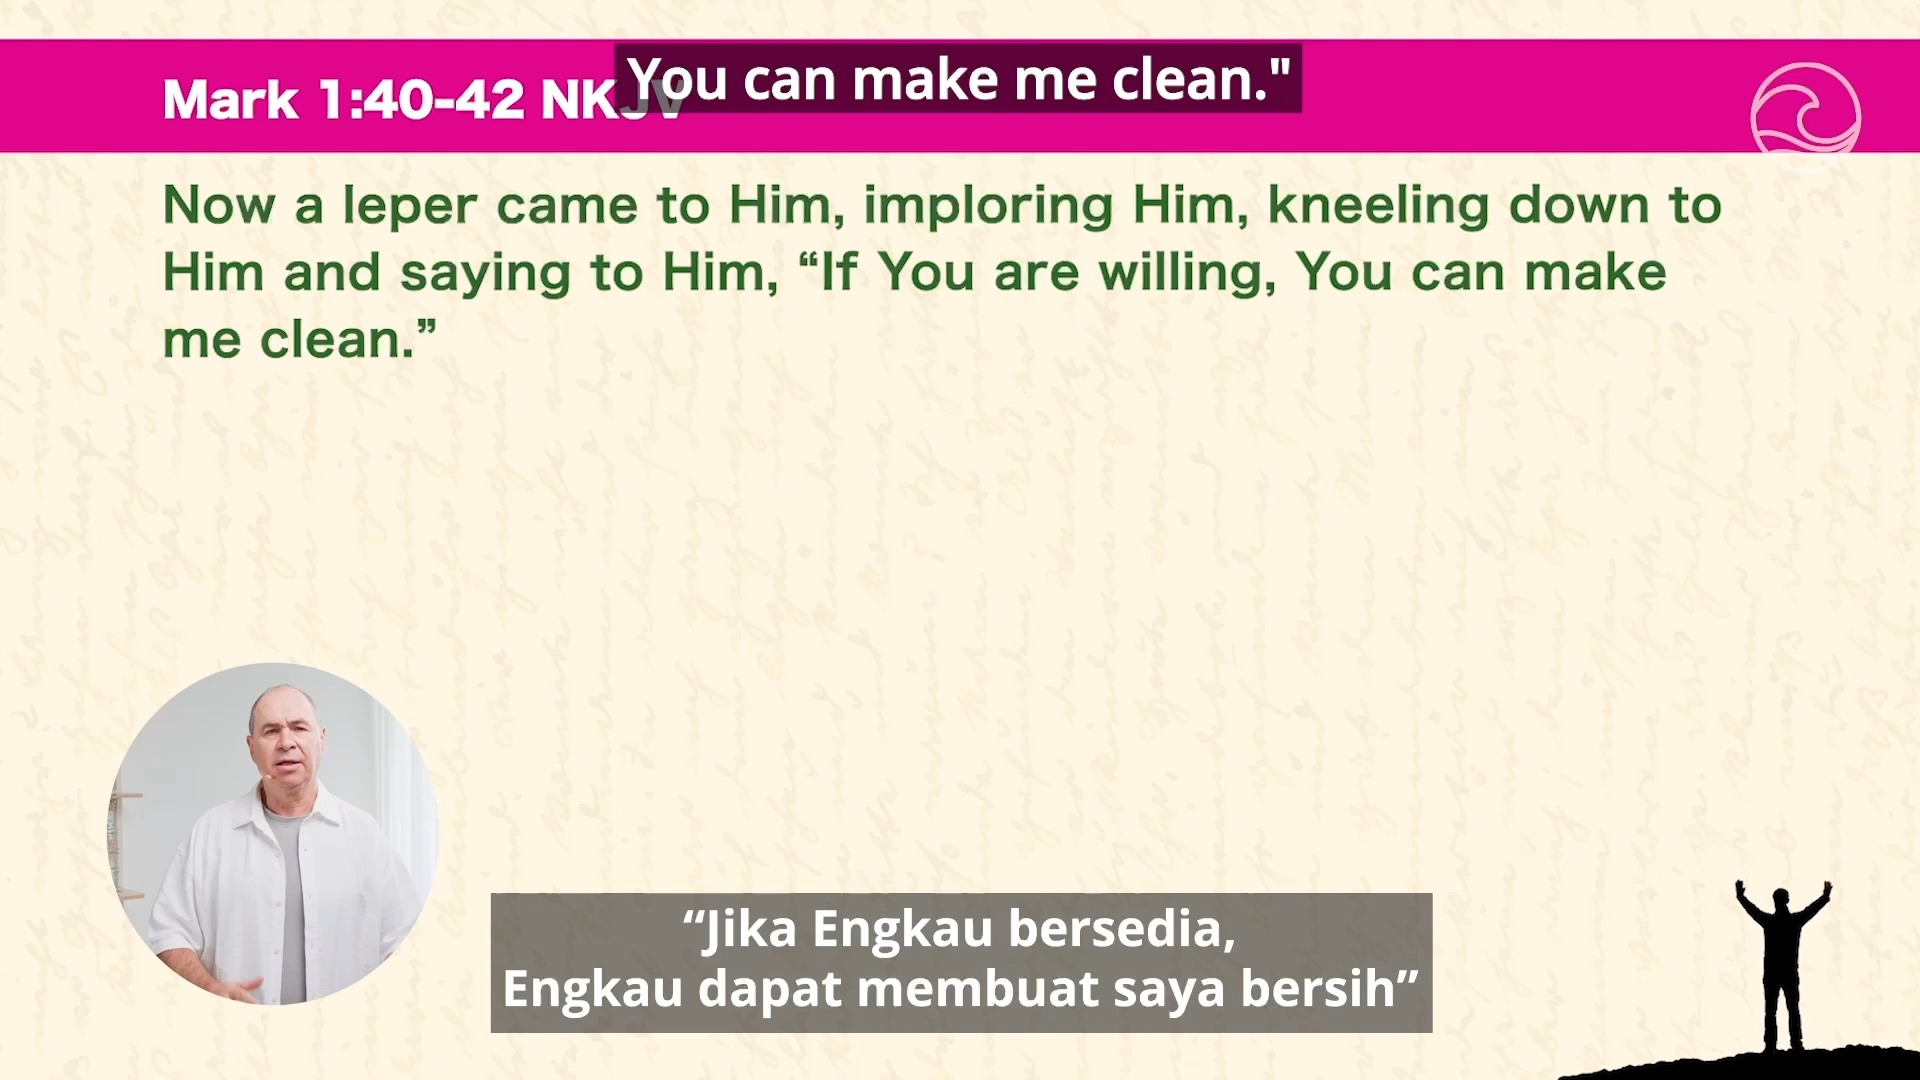 You can make me clean."
Mark 1:40-42 NKJV
Now a leper came to Him, imploring Him, kneeling down to
Him and saying to Him, “If You are willing, You can make
me clean.”
“Jika Engkau bersedia,
Engkau dapat membuat saya bersih”